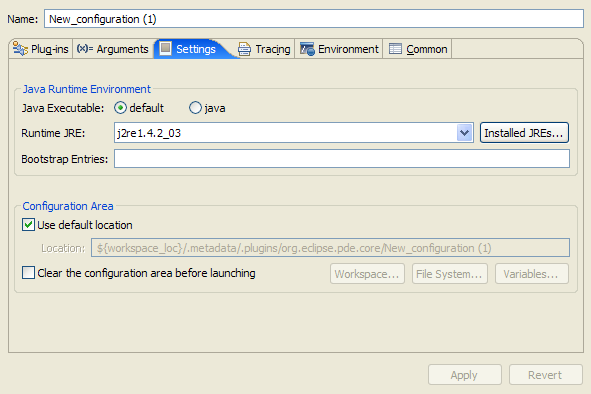 Name: New_configuration (1)
Plug-ins (x)= Arguments Settings Tracing Environment Common
Java Runtime Environment
Java Executable: default java
Runtime JRE: j2re1.4.2_03 Installed JREs...
Bootstrap Entries:
Configuration Area
Use default location
Location: ${workspace_loc}/.metadata/.plugins/org.eclipse.pde.core/New_configuration (1)
Clear the configuration area before launching Workspace... File System... Variables...
Apply Revert